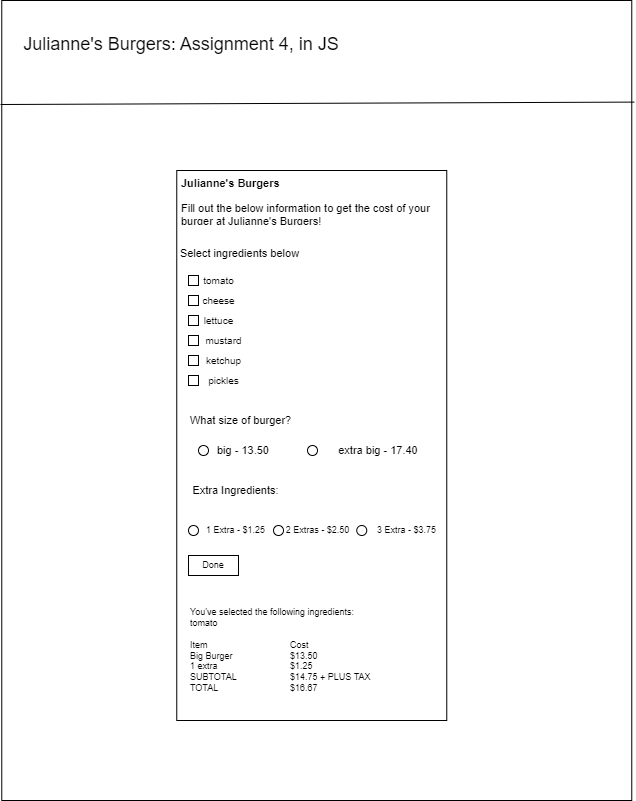 Julianne's Burgers: Assignment 4, in JS
Julianne's Burgers
Fill out the below information to get the cost of your
burger at Julianne's Burgers!
Select ingredients below
tomato
cheese
lettuce
mustard
ketchup
pickles
What size of burger?
big - 13.50 extra big - 17.40
Extra Ingredients:
1 Extra - $1.25 2 Extras - $2.50 3 Extra - $3.75
Done
You've selected the following ingredients:
tomato
Item Cost
Big Burger $13.50
1 extra $1.25
SUBTOTAL $14.75 + PLUS TAX
TOTAL $16.67